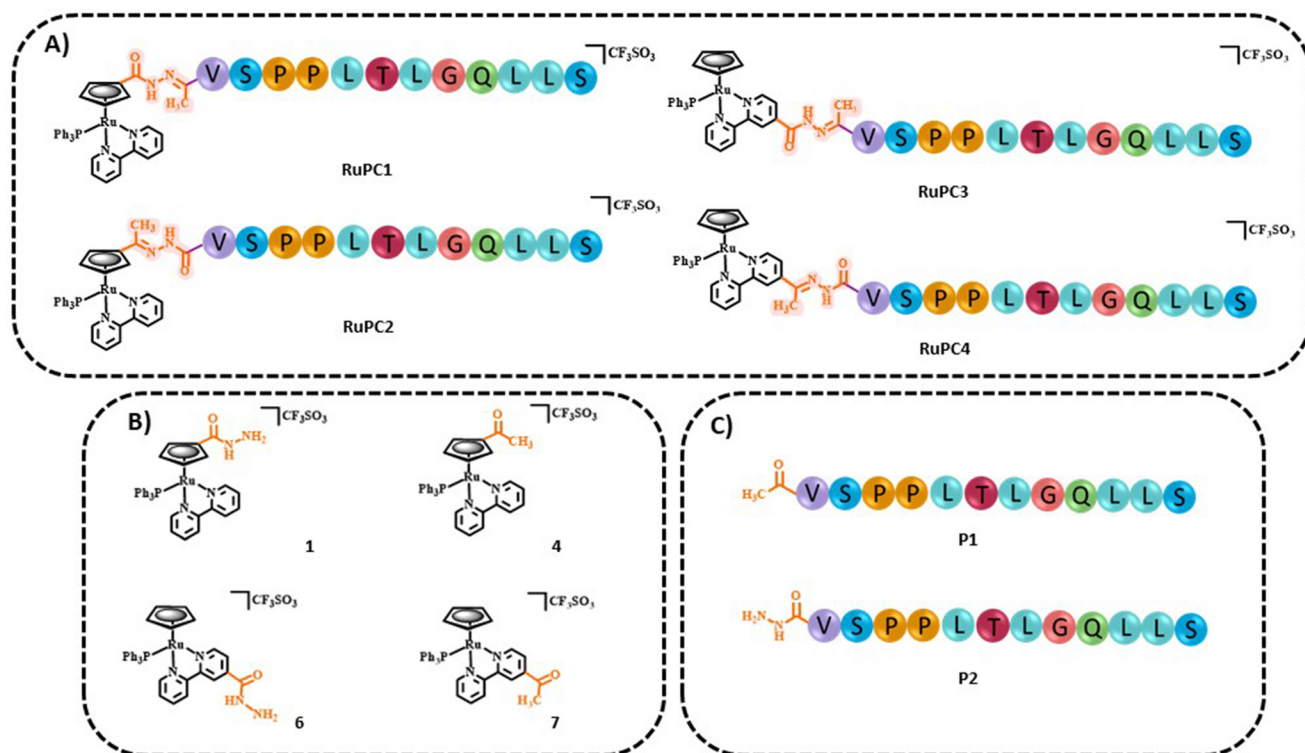 A)
O
N
N
H
H₃C
V S P P L T L G Q L L S
CF₃SO₃
Ph₃P
Ru
N
N
RuPC1
CH₃
H
N
N
O
V S P P L T L G Q L L S
CF₃SO₃
Ph₃P
Ru
N
N
RuPC2
Ru
Ph₃P
N
N
O
H
N
N
CH₃
V S P P L T L G Q L L S
CF₃SO₃
RuPC3
Ru
Ph₃P
N
N
H₃C
N
N
H
O
V S P P L T L G Q L L S
CF₃SO₃
RuPC4
B)
O
N
H
NH₂
CF₃SO₃
Ph₃P
Ru
N
N
1
O
CH₃
CF₃SO₃
Ph₃P
Ru
N
N
4
CF₃SO₃
Ru
Ph₃P
N
N
O
HN
NH₂
6
CF₃SO₃
Ru
Ph₃P
N
N
O
CH₃
7
C)
O
H₃C
V S P P L T L G Q L L S
P1
O
H₂N
N
H
V S P P L T L G Q L L S
P2